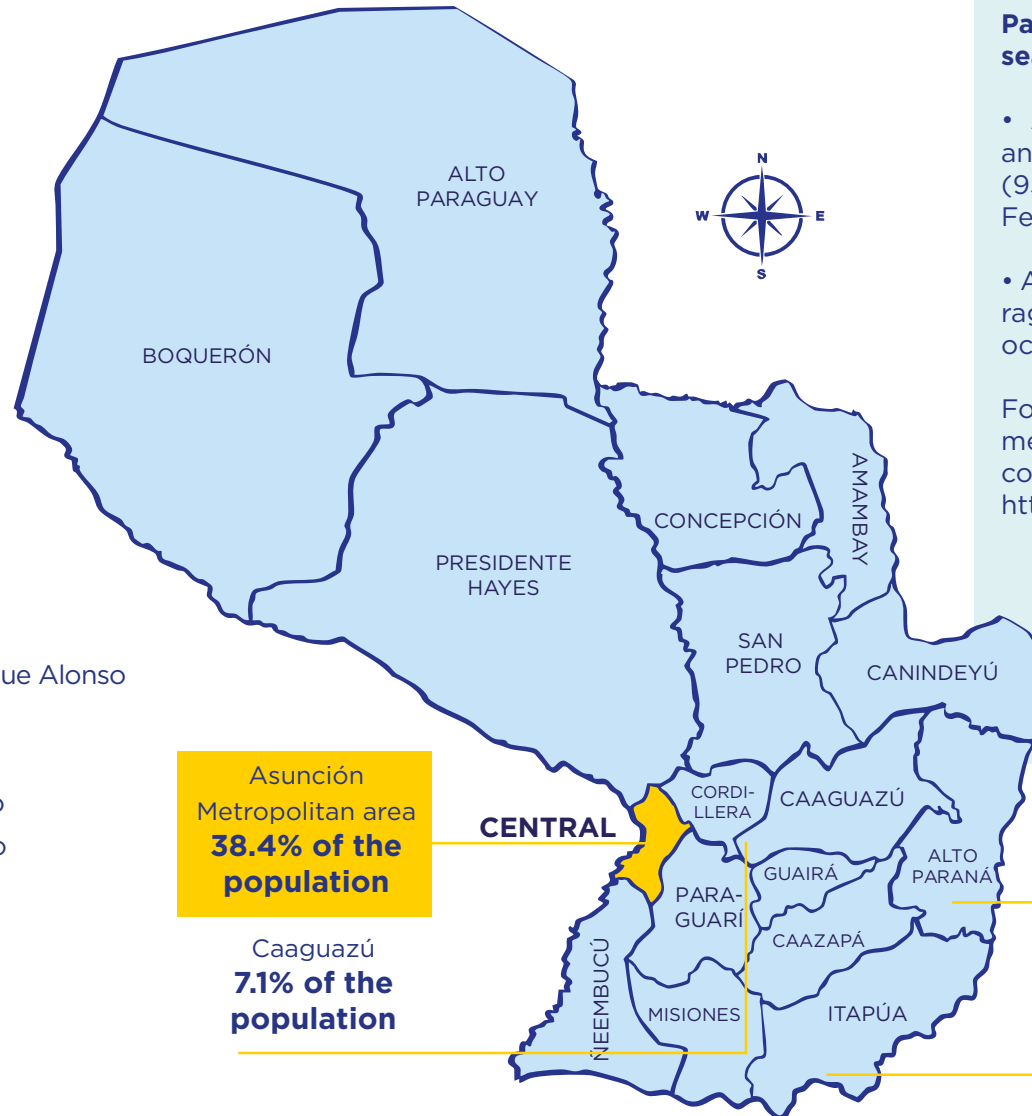 Pa
se
•
an
(9
Fe
• A
rag
oc
Fo
me
co
htt
N
W E
S
ALTO
PARAGUAY
BOQUERÓN
CONCEPCIÓN
AMAMBAY
PRESIDENTE
HAYES
SAN
PEDRO
CANINDEYÚ
ue Alonso
o
o
Asunción
Metropolitan area
38.4% of the
population
CENTRAL
CORDI-
LLERA
CAAGUAZÚ
GUAIRÁ
ALTO
PARANÁ
PARA-
GUARÍ
CAAZAPÁ
Caaguazú
7.1% of the
population
ÑEEMBUCÚ
MISIONES
ITAPÚA